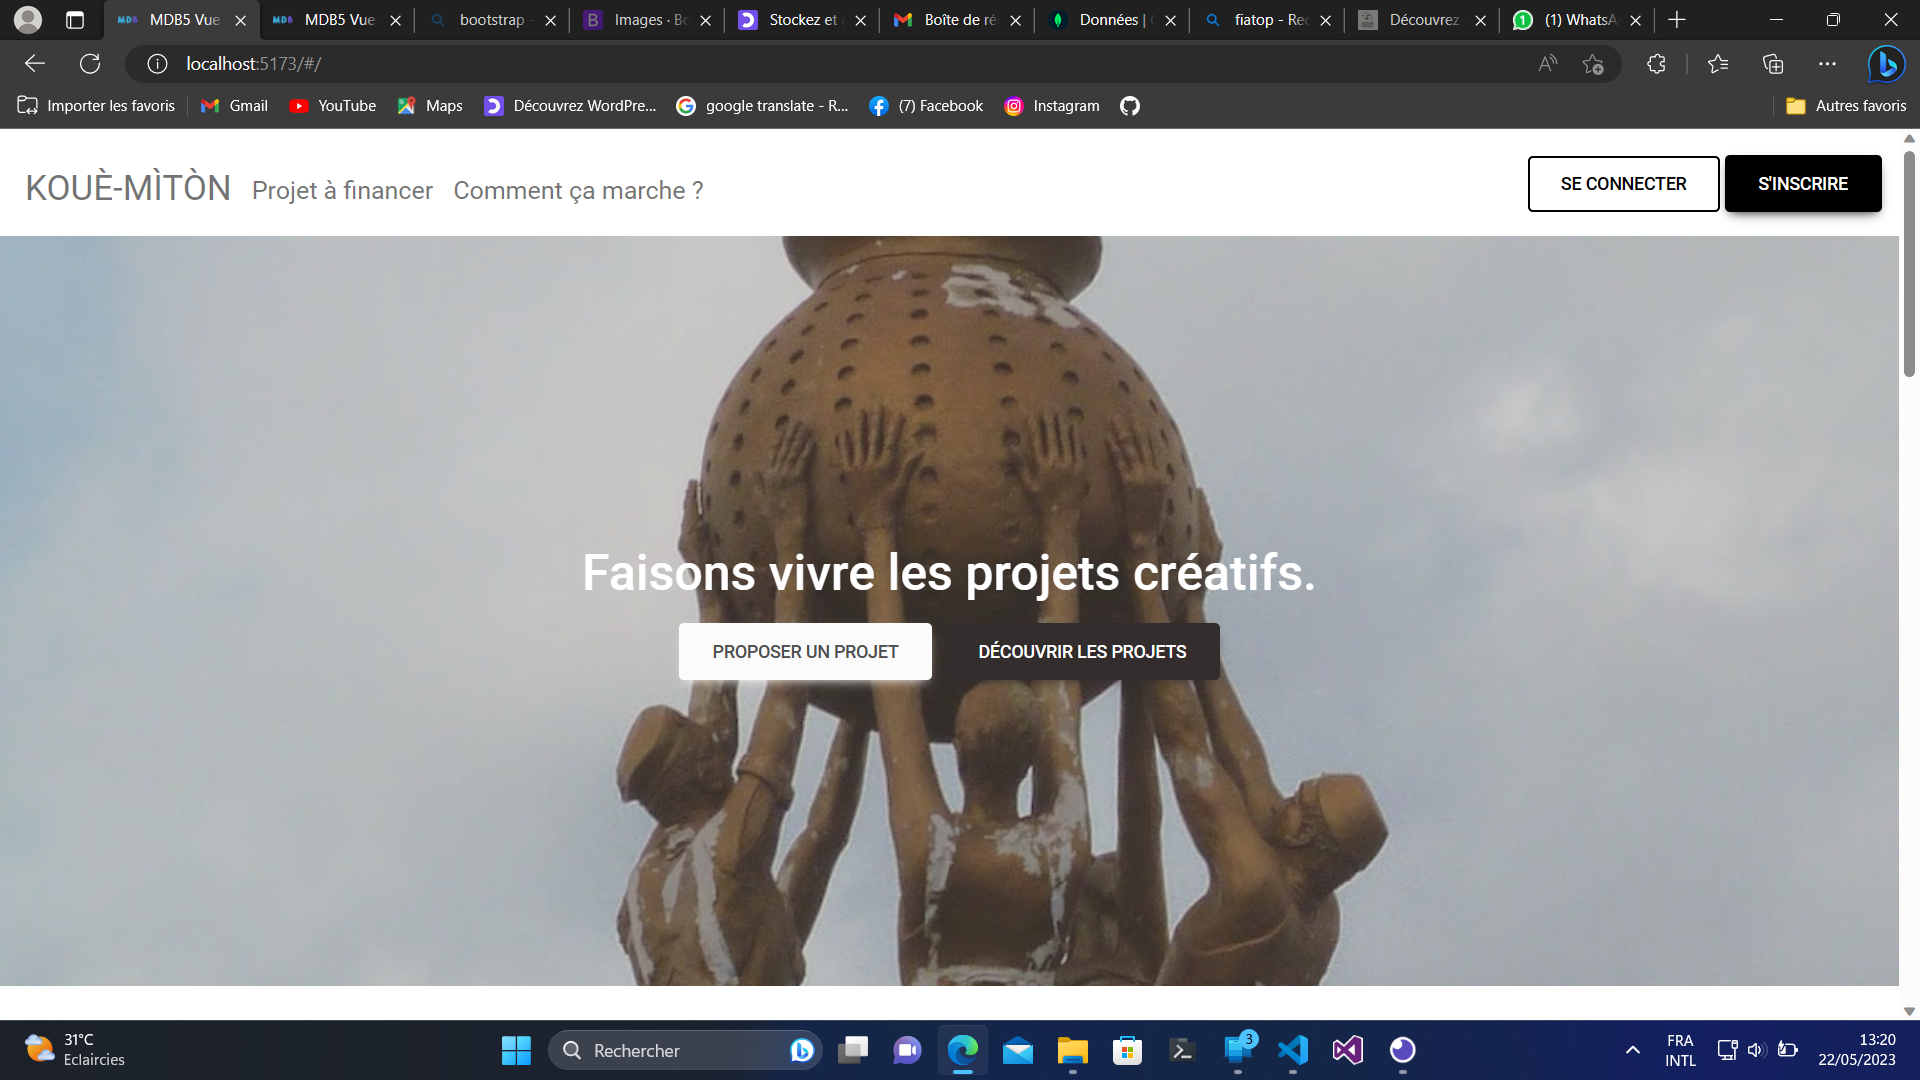 MDB5 Vue
MDB5 Vue
bootstrap -
Images · Bo
Stockez et
Boîte de ré
Données |
fiatop - Rec
Découvrez
(1) WhatsA
localhost:5173/#/
Importer les favoris
Gmail
YouTube
Maps
Découvrez WordPre...
google translate - R...
(7) Facebook
Instagram
Autres favoris
KOUÈ-MÌTÒN
Projet à financer
Comment ça marche ?
SE CONNECTER
S'INSCRIRE
Faisons vivre les projets créatifs.
PROPOSER UN PROJET
DÉCOUVRIR LES PROJETS
31°C
Eclaircies
Rechercher
3
FRA
INTL
13:20
22/05/2023